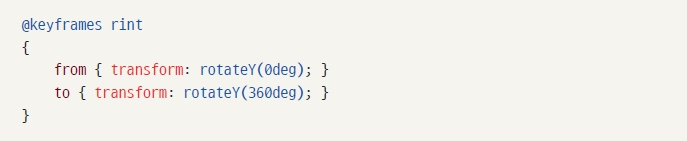 @keyframes rint
{
    from { transform: rotateY(0deg); }
    to { transform: rotateY(360deg); }
}